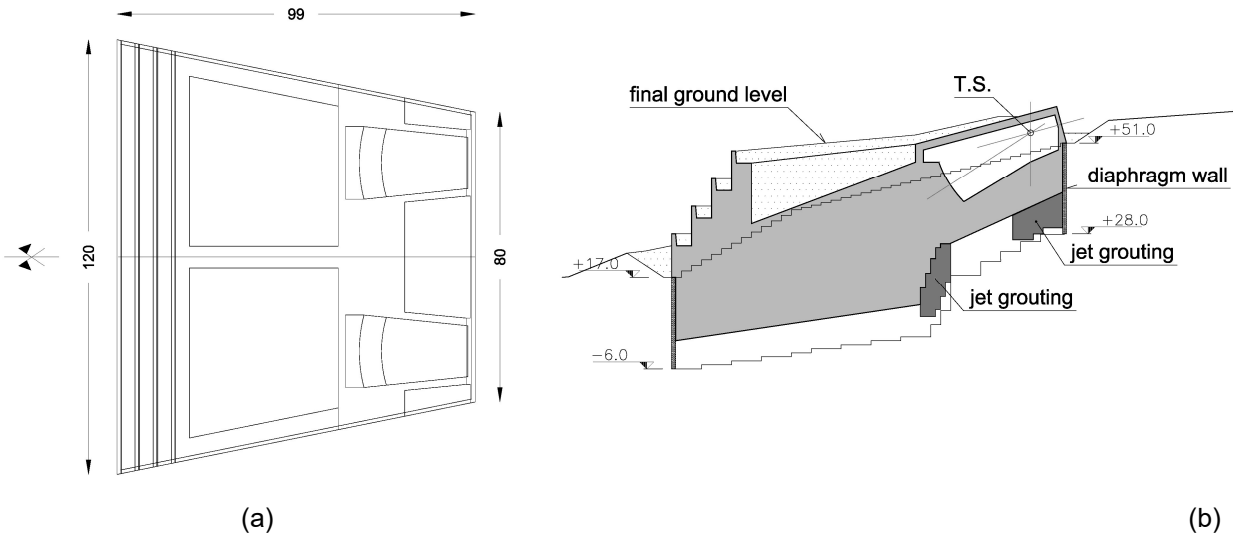 99
120
80
(a)
final ground level
T.S.
+51.0
diaphragm wall
+28.0
jet grouting
+17.0
jet grouting
−6.0
(b)